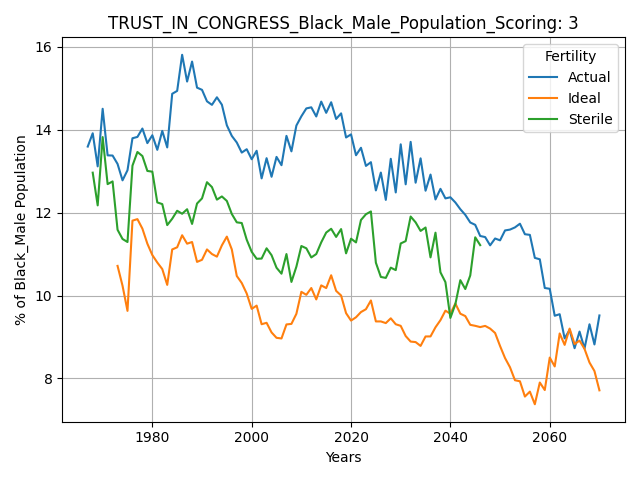 TRUST_IN_CONGRESS_Black_Male_Population_Scoring: 3
16
14
12
10
8
% of Black_Male Population
Fertility
Actual
Ideal
Sterile
1980
2000
2020
2040
2060
Years